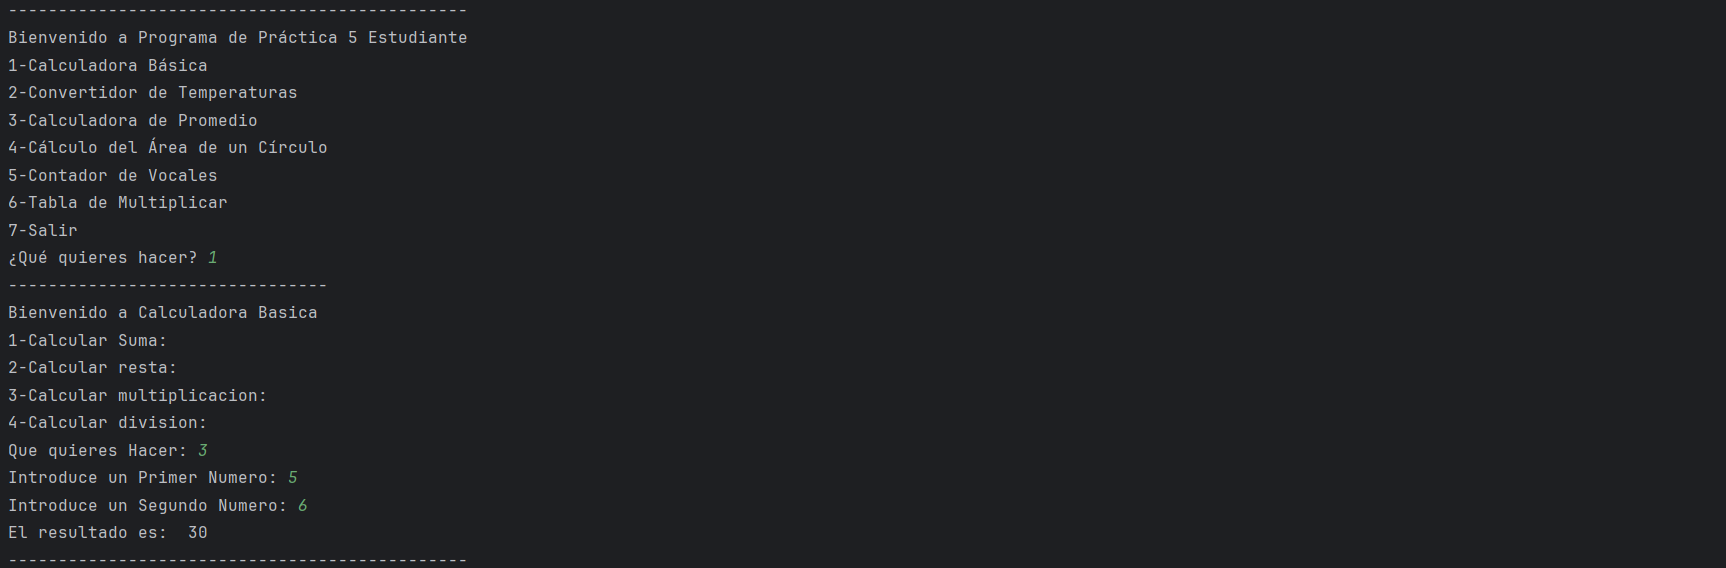 ----------------------------------------------
Bienvenido a Programa de Práctica 5 Estudiante
1-Calculadora Básica
2-Convertidor de Temperaturas
3-Calculadora de Promedio
4-Cálculo del Área de un Círculo
5-Contador de Vocales
6-Tabla de Multiplicar
7-Salir
¿Qué quieres hacer? 1
--------------------------------
Bienvenido a Calculadora Basica
1-Calcular Suma:
2-Calcular resta:
3-Calcular multiplicacion:
4-Calcular division:
Que quieres Hacer: 3
Introduce un Primer Numero: 5
Introduce un Segundo Numero: 6
El resultado es:  30
----------------------------------------------